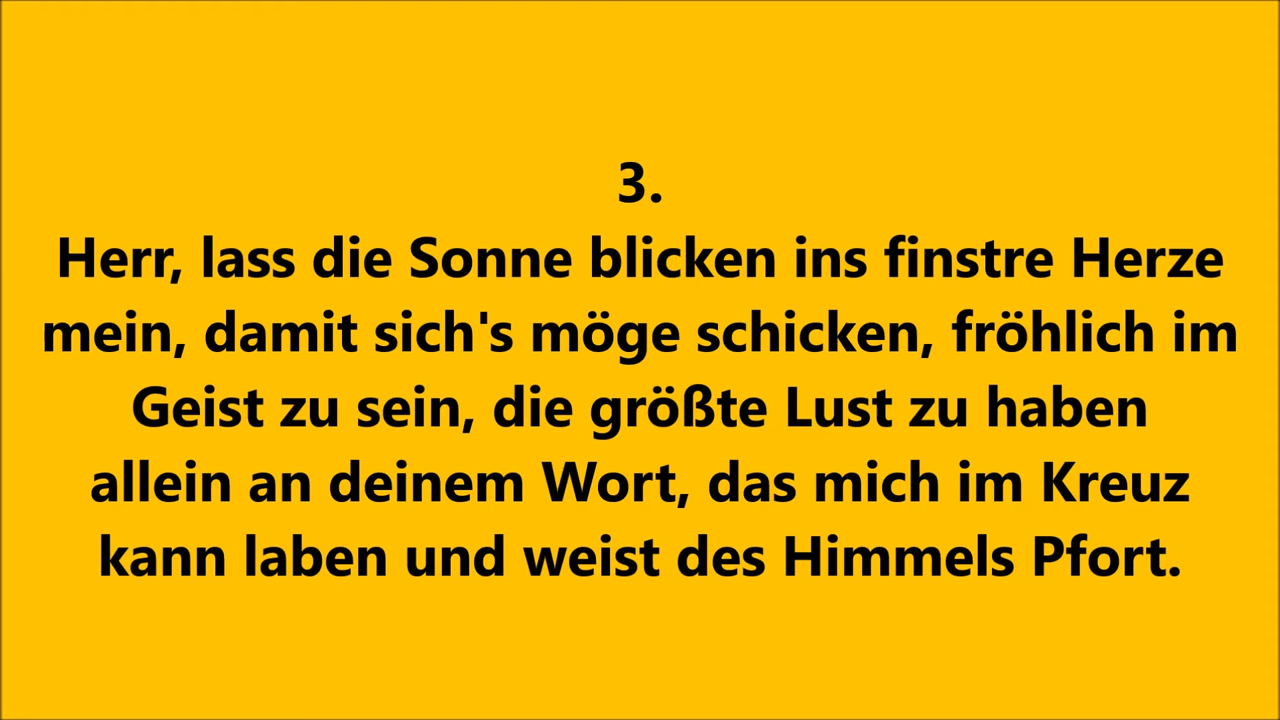 3.
Herr, lass die Sonne blicken ins finstre Herze
mein, damit sich's möge schicken, fröhlich im
Geist zu sein, die größte Lust zu haben
allein an deinem Wort, das mich im Kreuz
kann laben und weist des Himmels Pfort.